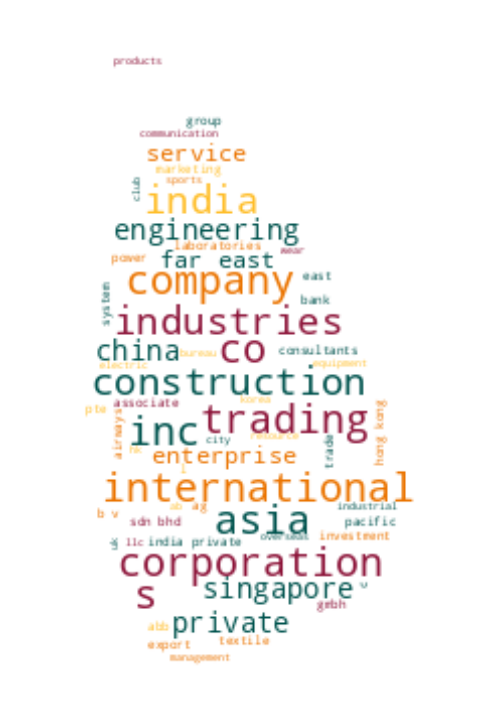 products
group
communication
service
marketing
sports
club
india
engineering
laboratories
wear
power
far east
company
east
system
bank
industries
china
bureau
co
consultants
electric
equipment
construction
pte
associate
korea
airways
inc
trading
hong kong
city
resource
trade
hk
enterprise
l
international
b v
ab
ag
industrial
sdn bhd
asia
pacific
uk
llc
india private
overseas
investment
corporation
s
singapore
v
gmbh
abb
private
export
textile
management